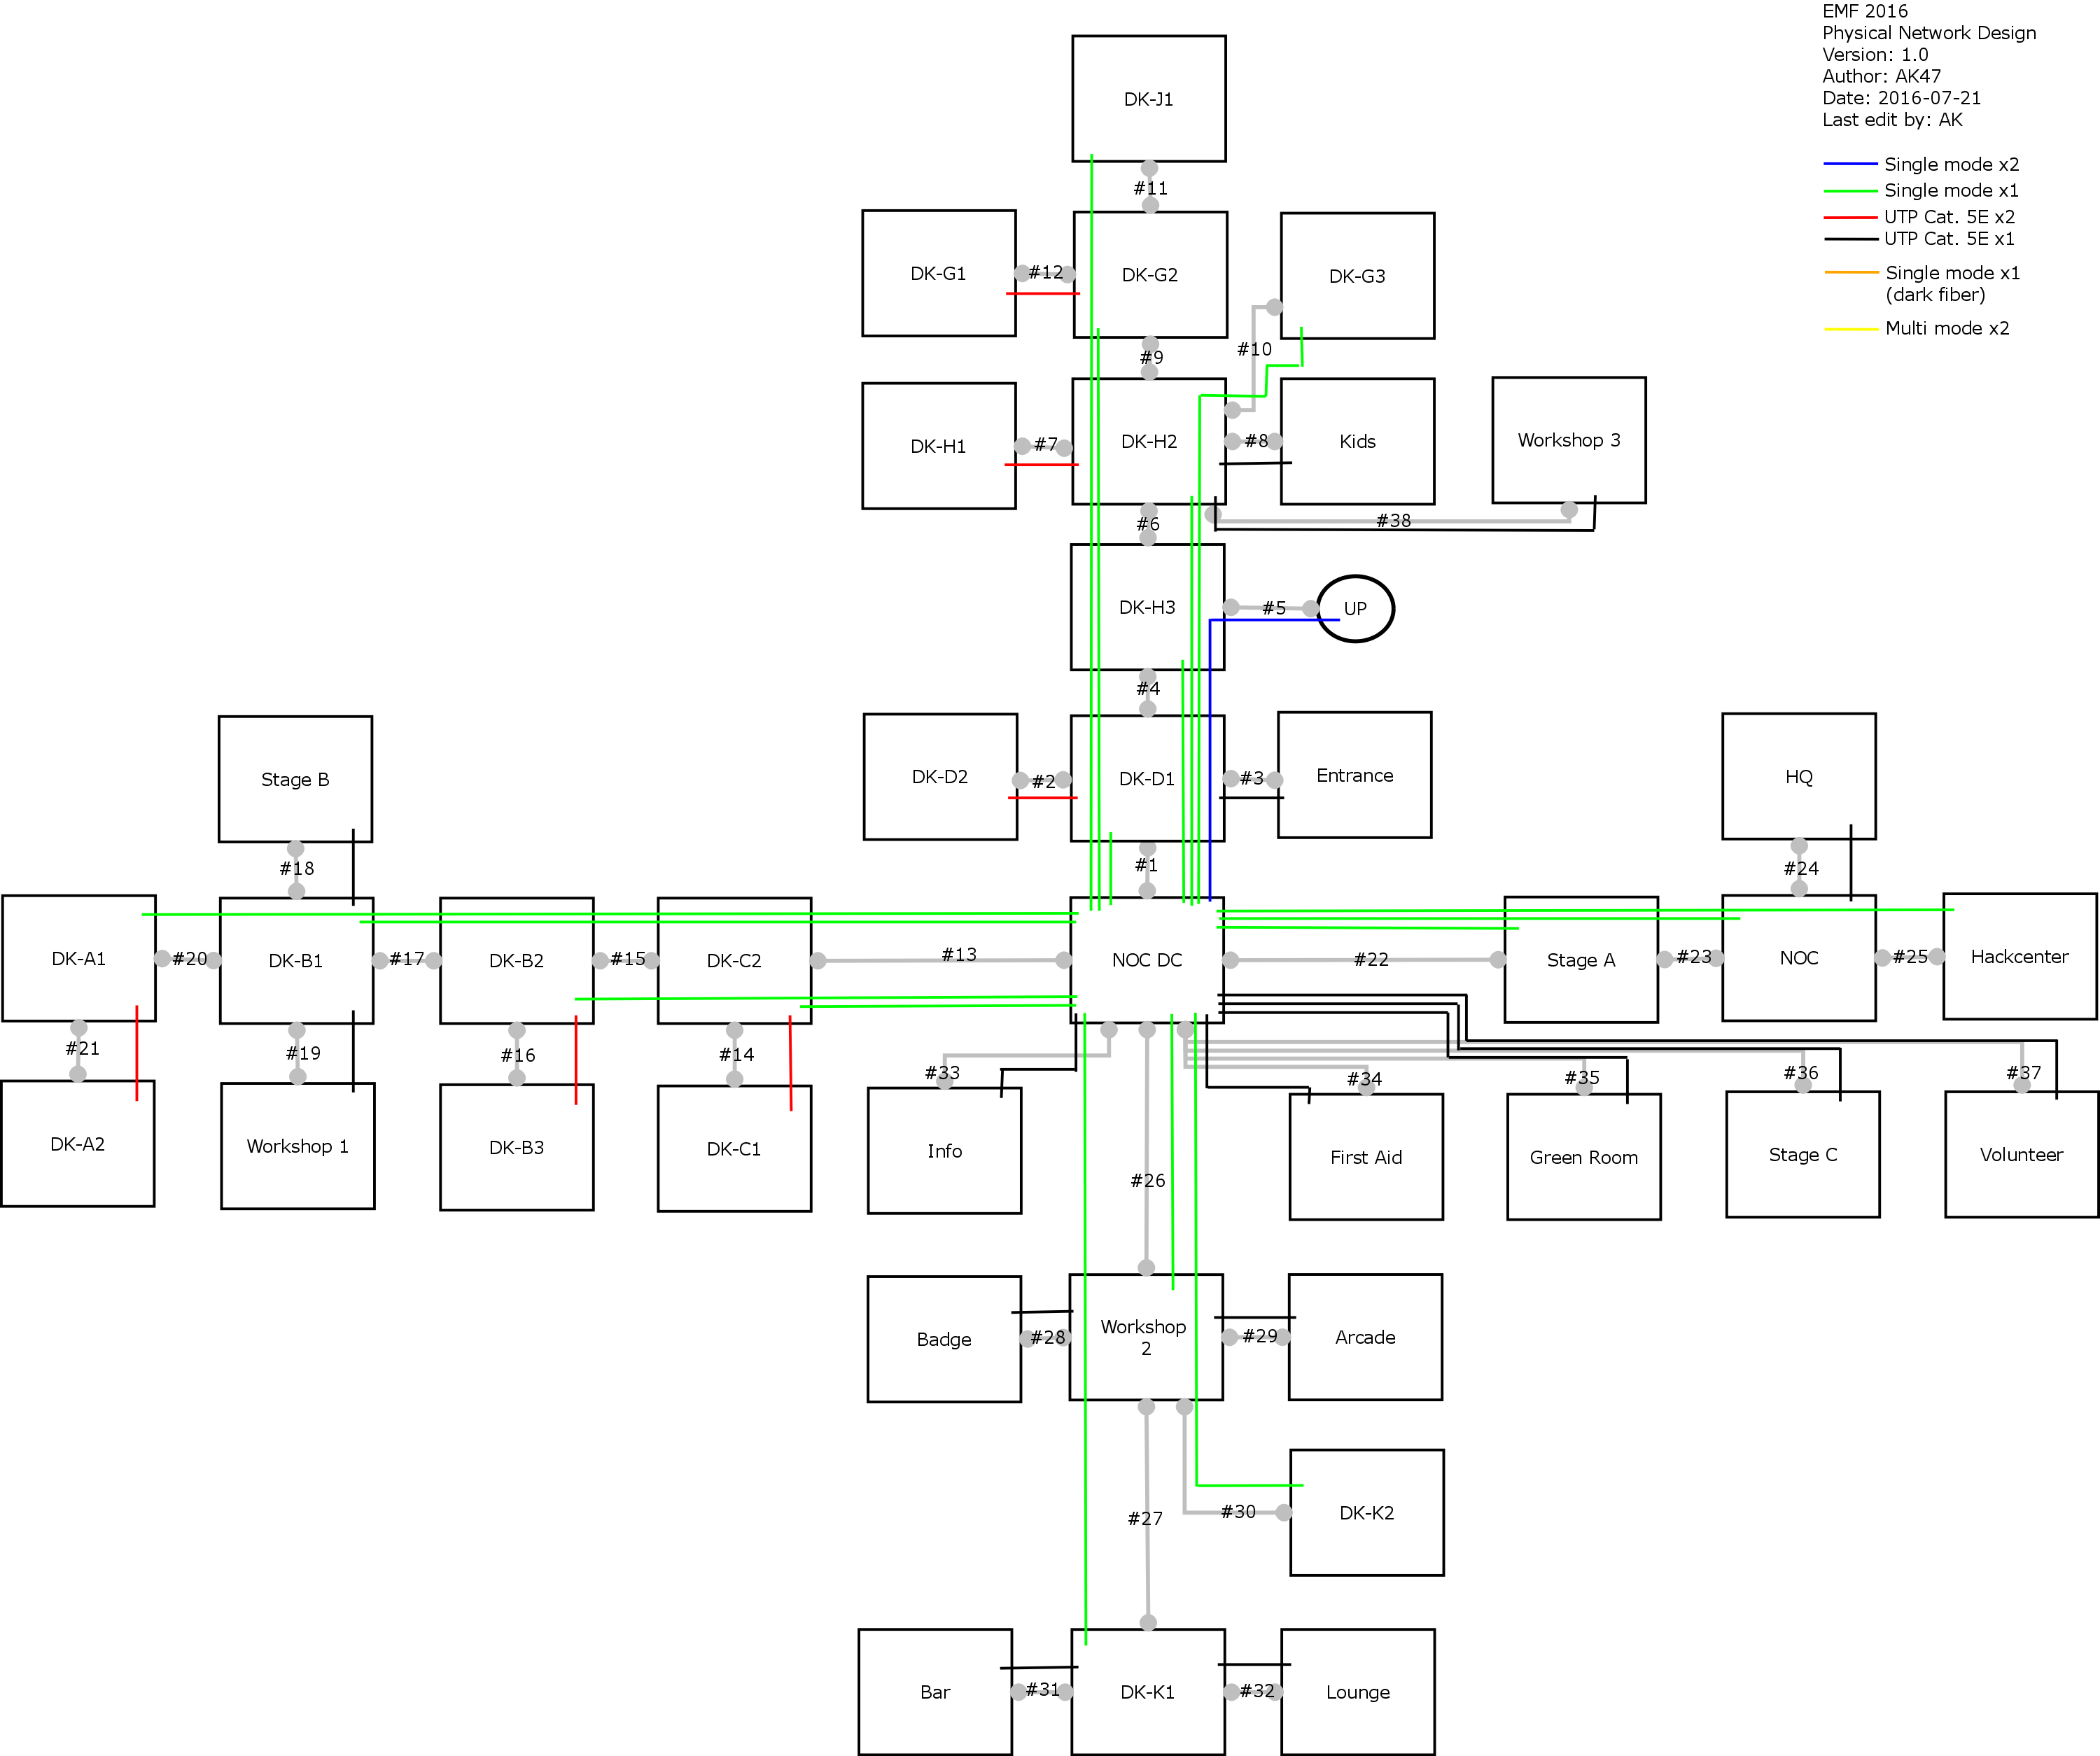 EMF 2016
Physical Network Design
Version: 1.0
Author: AK47
Date: 2016-07-21
Last edit by: AK
Single mode x2
Single mode x1
UTP Cat. 5E x2
UTP Cat. 5E x1
Single mode x1
(dark fiber)
Multi mode x2
DK-J1
#11
DK-G1
#12
DK-G2
DK-G3
#10
#9
DK-H1
#7
DK-H2
#8
Kids
Workshop 3
#6
#38
DK-H3
#5
UP
#4
DK-D2
#2
DK-D1
#3
Entrance
Stage B
HQ
#18
#1
#24
DK-A1
#20
DK-B1
#17
DK-B2
#15
DK-C2
#13
NOC DC
#22
Stage A
#23
NOC
#25
Hackcenter
#21
#19
#16
#14
#33
#34
#35
#36
#37
DK-A2
Workshop 1
DK-B3
DK-C1
Info
First Aid
Green Room
Stage C
Volunteer
#26
Badge
#28
Workshop
2
#29
Arcade
#27
#30
DK-K2
Bar
#31
DK-K1
#32
Lounge